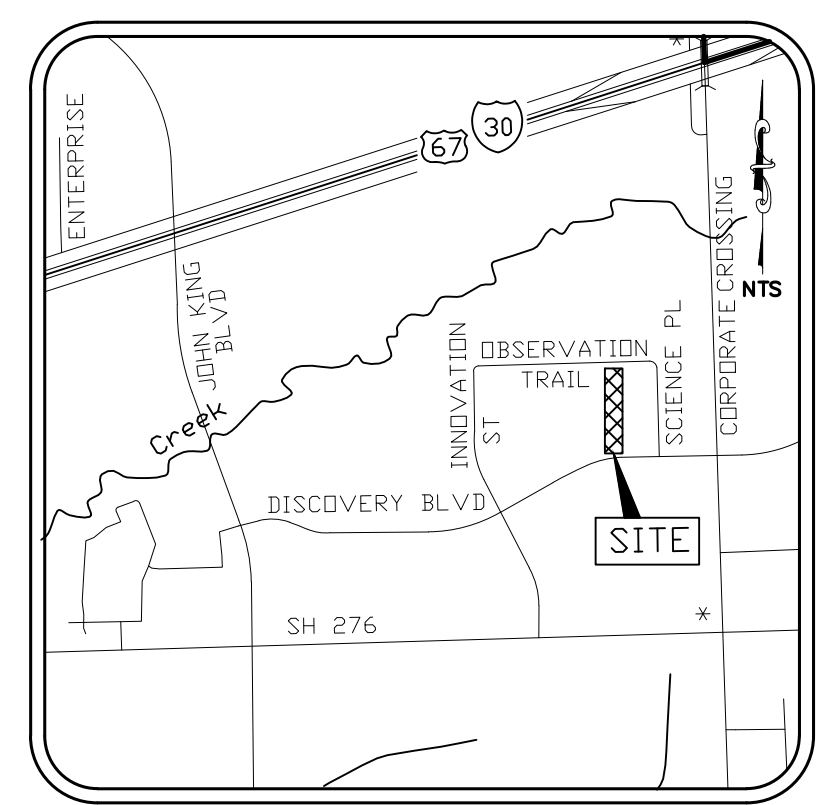 ENTERPRISE
67
30
CORPORATE CROSSING
NTS
JOHN KING
BLVD
Creek
OBSERVATION
TRAIL
INNOVATION
ST
SCIENCE PL
DISCOVERY BLVD
SITE
SH 276